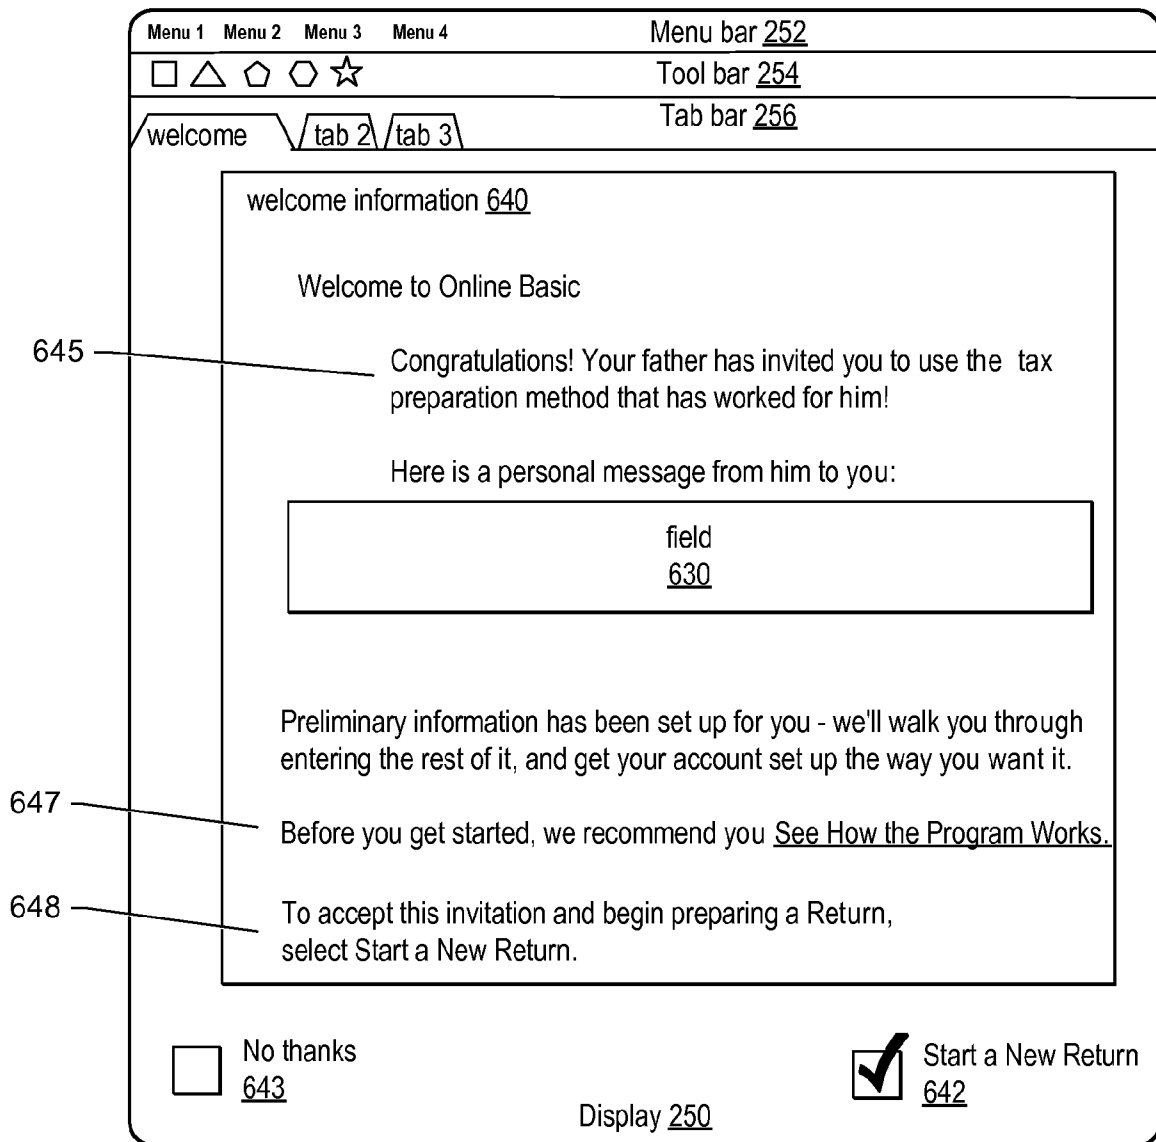 Menu 1 Menu 2 Menu 3 Menu 4 Menu bar 252
Tool bar 254
Tab bar 256
welcome tab 2 tab 3
welcome information 640
Welcome to Online Basic
645
Congratulations! Your father has invited you to use the tax
preparation method that has worked for him!
Here is a personal message from him to you:
field
630
Preliminary information has been set up for you - we'll walk you through
entering the rest of it, and get your account set up the way you want it.
647
Before you get started, we recommend you See How the Program Works.
648
To accept this invitation and begin preparing a Return,
select Start a New Return.
No thanks
643
Start a New Return
642
Display 250